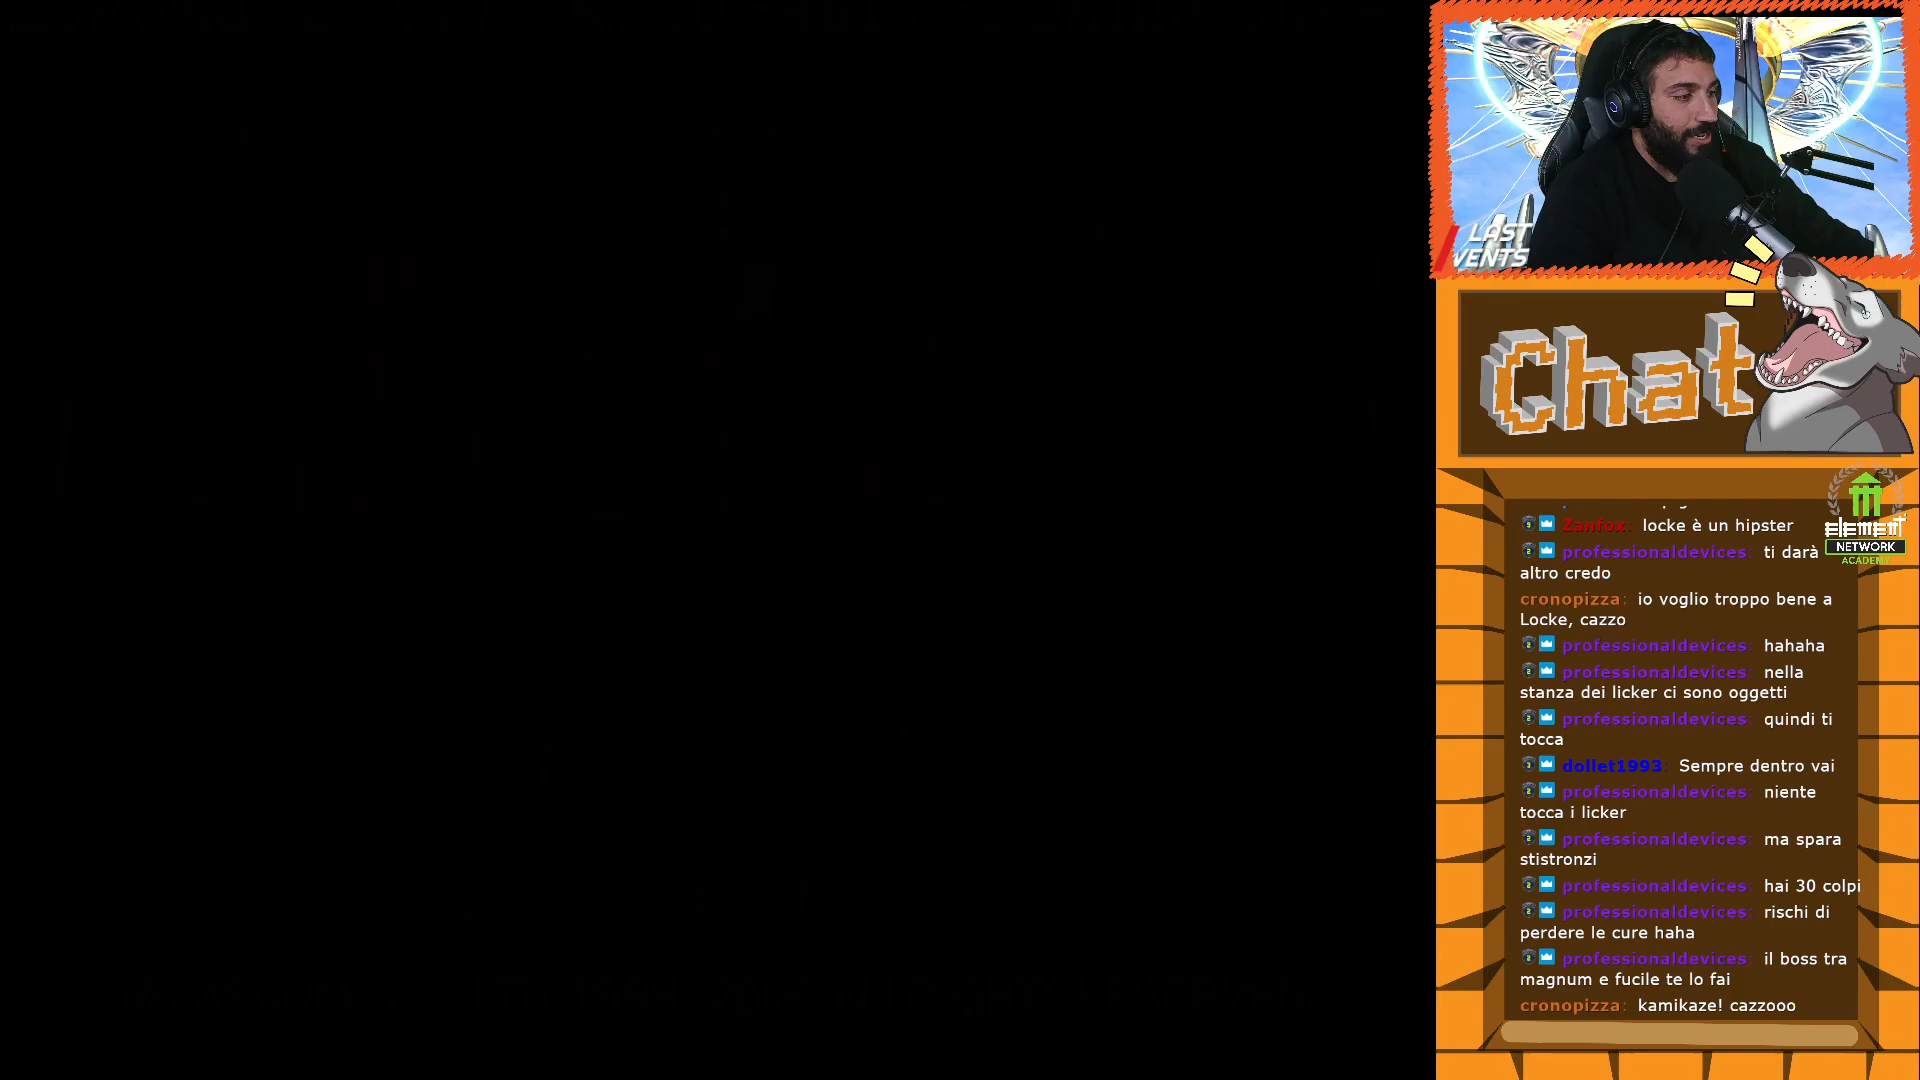 LAST
VENTS
Chat
ELEMENT
NETWORK
ACADEMY
Zanfox: locke è un hipster
professionaldevices: ti darà
altro credo
cronopizza: io voglio troppo bene a
Locke, cazzo
professionaldevices: hahaha
professionaldevices: nella
stanza dei licker ci sono oggetti
professionaldevices: quindi ti
tocca
dollet1993: Sempre dentro vai
professionaldevices: niente
tocca i licker
professionaldevices: ma spara
stistronzi
professionaldevices: hai 30 colpi
professionaldevices: rischi di
perdere le cure haha
professionaldevices: il boss tra
magnum e fucile te lo fai
cronopizza: kamikaze! cazzooo